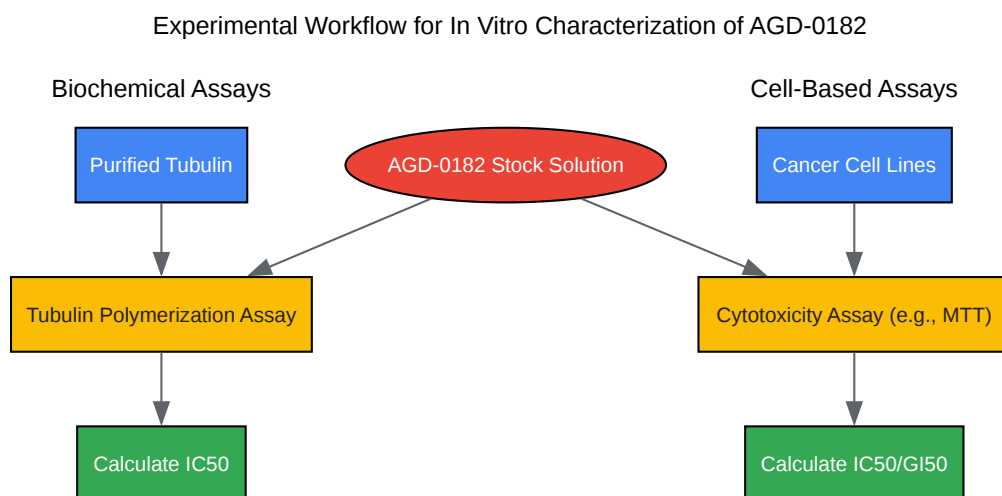 Experimental Workflow for In Vitro Characterization of AGD-0182
Biochemical Assays
Cell-Based Assays
Purified Tubulin
AGD-0182 Stock Solution
Cancer Cell Lines
Tubulin Polymerization Assay
Cytotoxicity Assay (e.g., MTT)
Calculate IC50
Calculate IC50/GI50